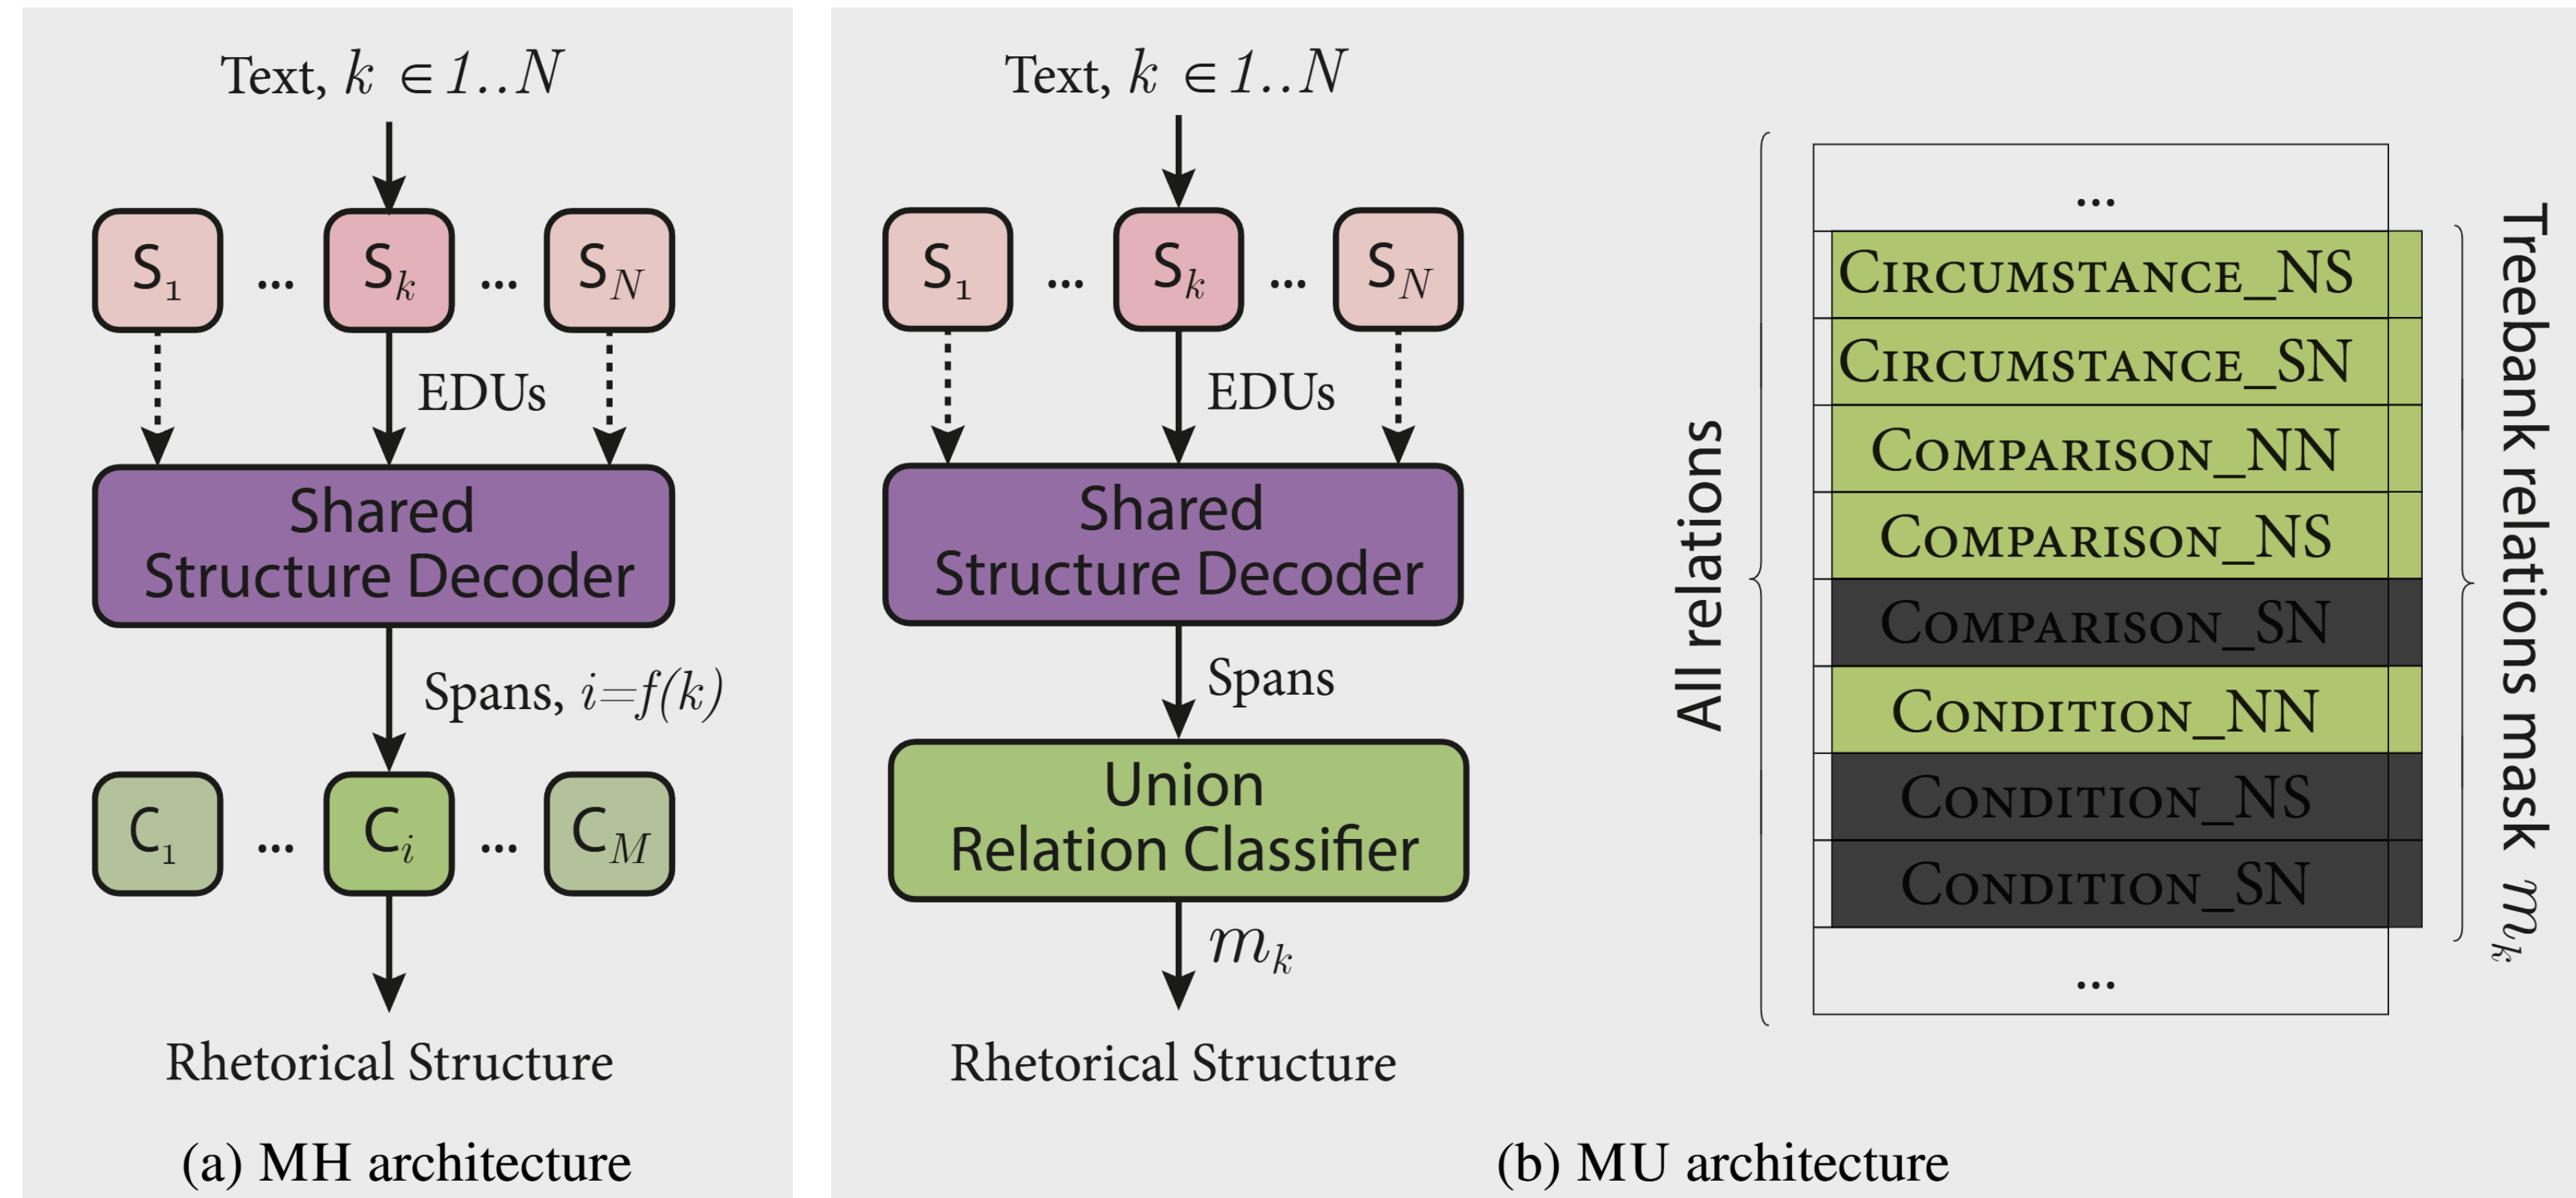 Text, k ∈ 1..N
S1 ... Sk ... SN
EDUs
Shared
Structure Decoder
Spans, i=f(k)
C1 ... Ci ... CM
Rhetorical Structure
(a) MH architecture
Text, k ∈ 1..N
S1 ... Sk ... SN
EDUs
Shared
Structure Decoder
Spans
Union
Relation Classifier
mk
Rhetorical Structure
All relations
...
CIRCUMSTANCE_NS
CIRCUMSTANCE_SN
COMPARISON_NN
COMPARISON_NS
COMPARISON_SN
CONDITION_NN
CONDITION_NS
CONDITION_SN
...
Treebank relations mask mk
(b) MU architecture